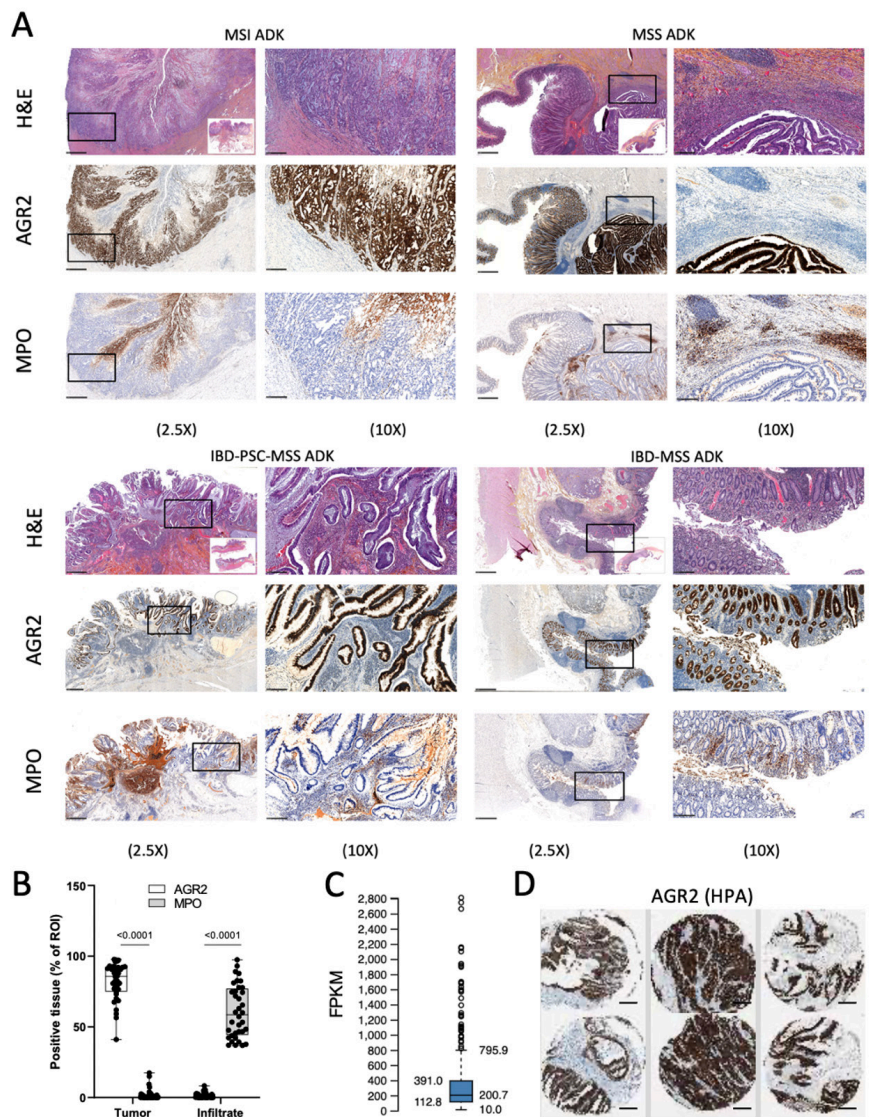 A
MSI ADK
MSS ADK
H&E
AGR2
MPO
(2.5X)
(10X)
(2.5X)
(10X)
IBD-PSC-MSS ADK
IBD-MSS ADK
H&E
AGR2
MPO
(2.5X)
(10X)
(2.5X)
(10X)
B
Positive tissue (% of ROI)
150
100
50
0
AGR2
MPO
<0.0001
<0.0001
Tumor
Infiltrate
C
FPKM
2,800
2,600
2,400
2,200
2,000
1,800
1,600
1,400
1,200
1,000
800
600
400
200
0
795.9
391.0
200.7
112.8
10.0
D
AGR2 (HPA)